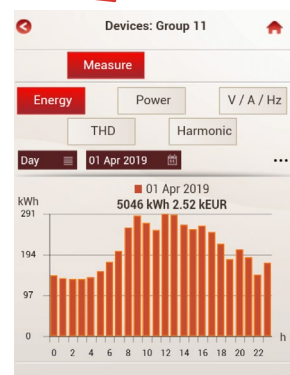 Devices: Group 11
Measure
Energy Power V / A / Hz
THD Harmonic
Day 01 Apr 2019 ...
01 Apr 2019
kWh 5046 kWh 2.52 kEUR
291
194
97
0
0 2 4 6 8 10 12 14 16 18 20 22 h